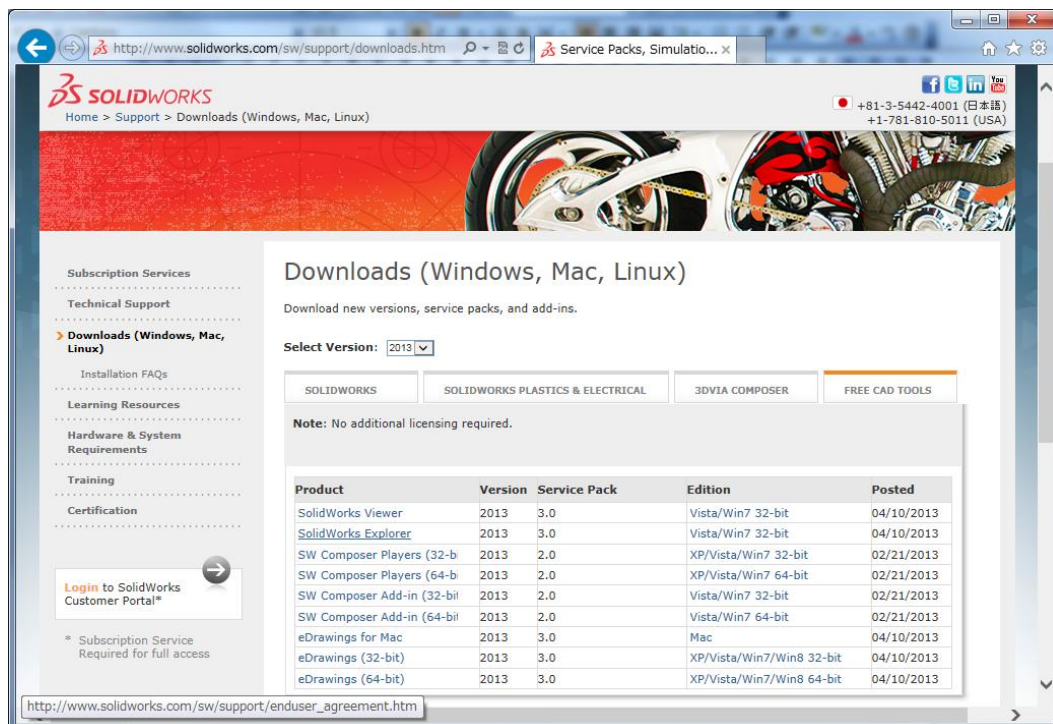 http://www.solidworks.com/sw/support/downloads.htm
Service Packs, Simulatio...
SOLIDWORKS
Home > Support > Downloads (Windows, Mac, Linux)
You Tube
+81-3-5442-4001 (日本語)
+1-781-810-5011 (USA)
Subscription Services
Technical Support
Downloads (Windows, Mac,
Linux)
Installation FAQs
Learning Resources
Hardware & System
Requirements
Training
Certification
Login to SolidWorks
Customer Portal*
* Subscription Service
Required for full access
Downloads (Windows, Mac, Linux)
Download new versions, service packs, and add-ins.
Select Version: 2013
SOLIDWORKS SOLIDWORKS PLASTICS & ELECTRICAL 3DVIA COMPOSER FREE CAD TOOLS
Note: No additional licensing required.
Product Version Service Pack Edition Posted
SolidWorks Viewer 2013 3.0 Vista/Win7 32-bit 04/10/2013
SolidWorks Explorer 2013 3.0 Vista/Win7 32-bit 04/10/2013
SW Composer Players (32-bi 2013 2.0 XP/Vista/Win7 32-bit 02/21/2013
SW Composer Players (64-bi 2013 2.0 XP/Vista/Win7 64-bit 02/21/2013
SW Composer Add-in (32-bit 2013 2.0 Vista/Win7 32-bit 02/21/2013
SW Composer Add-in (64-bit 2013 2.0 Vista/Win7 64-bit 02/21/2013
eDrawings for Mac 2013 3.0 Mac 04/10/2013
eDrawings (32-bit) 2013 3.0 XP/Vista/Win7/Win8 32-bit 04/10/2013
eDrawings (64-bit) 2013 3.0 XP/Vista/Win7/Win8 64-bit 04/10/2013
http://www.solidworks.com/sw/support/enduser_agreement.htm